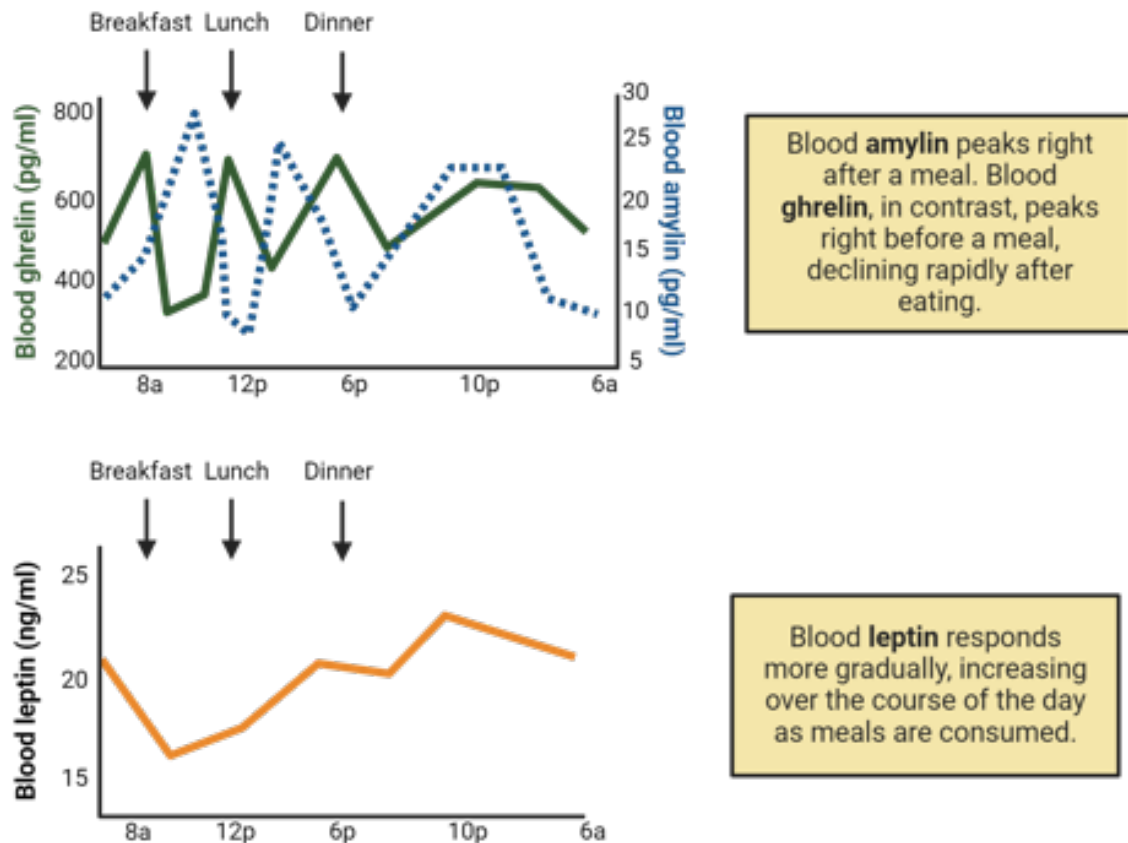 Breakfast Lunch Dinner
800
600
400
200
Blood ghrelin (pg/ml)
30
25
20
15
10
5
Blood amylin (pg/ml)
8a 12p 6p 10p 6a
Blood amylin peaks right
after a meal. Blood
ghrelin, in contrast, peaks
right before a meal,
declining rapidly after
eating.
Breakfast Lunch Dinner
25
20
15
Blood leptin (ng/ml)
8a 12p 6p 10p 6a
Blood leptin responds
more gradually, increasing
over the course of the day
as meals are consumed.